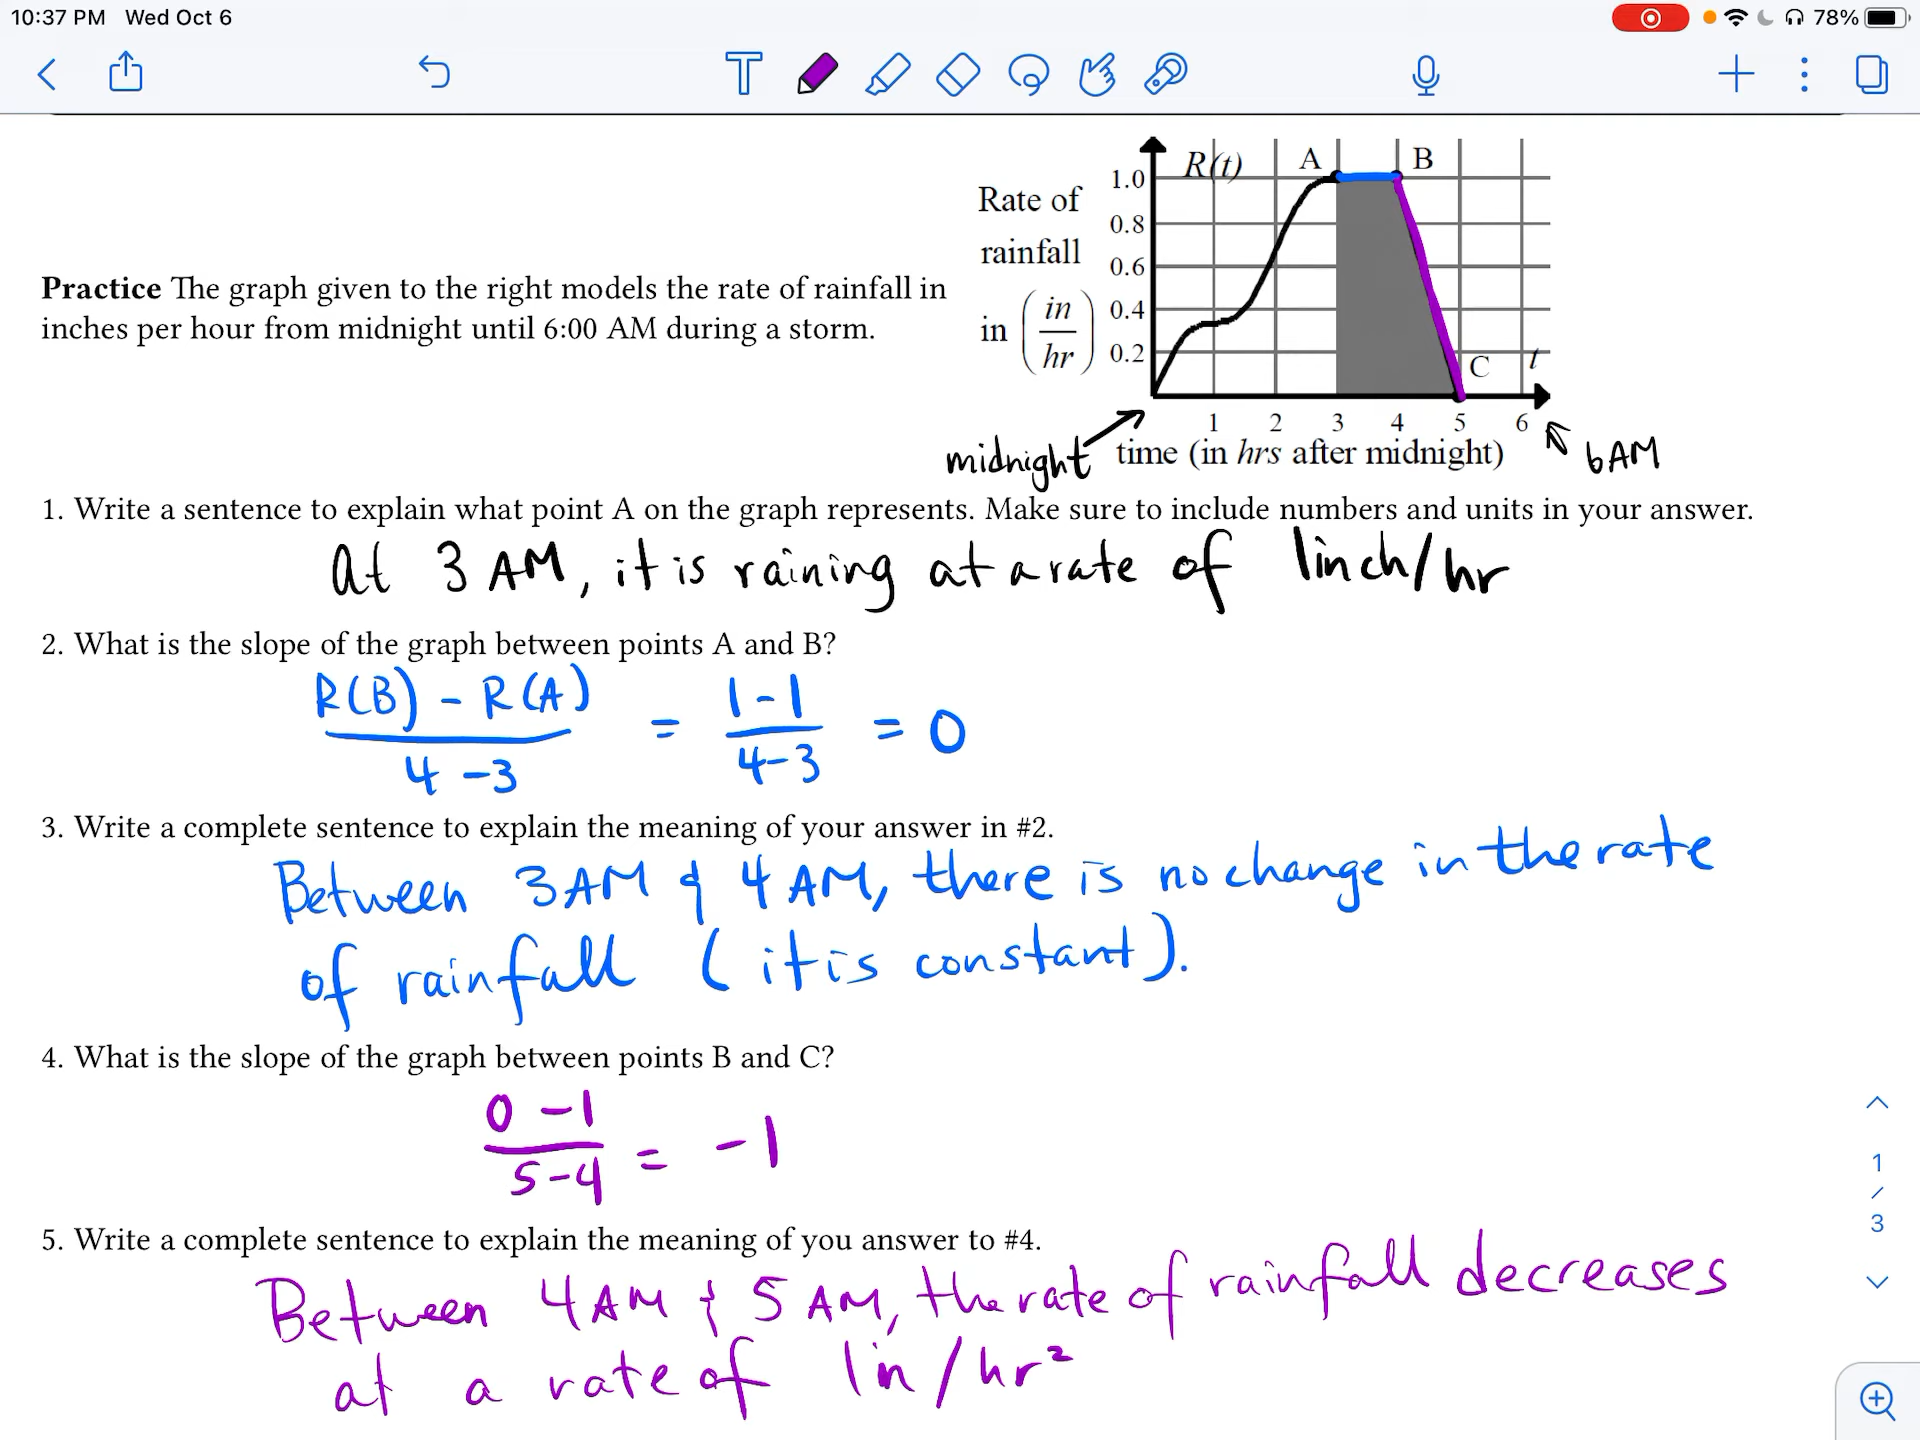 10:37 PM Wed Oct 6
78%
T
R(t) A B
1.0
Rate of
0.8
rainfall
0.6
Practice The graph given to the right models the rate of rainfall in
inches per hour from midnight until 6:00 AM during a storm.
in (in/hr)
0.4
0.2
C t
1 2 3 4 5 6
midnight time (in hrs after midnight) 6AM
1. Write a sentence to explain what point A on the graph represents. Make sure to include numbers and units in your answer.
At 3 AM, it is raining at a rate of 1 inch/hr
2. What is the slope of the graph between points A and B?
R(B) - R(A) / 4 - 3 = 1 - 1 / 4 - 3 = 0
3. Write a complete sentence to explain the meaning of your answer in #2.
Between 3AM & 4 AM, there is no change in the rate
of rainfall (it is constant).
4. What is the slope of the graph between points B and C?
0 - 1 / 5 - 4 = -1
1
/
3
5. Write a complete sentence to explain the meaning of you answer to #4.
Between 4AM & 5 AM, the rate of rainfall decreases
at a rate of 1in/hr²